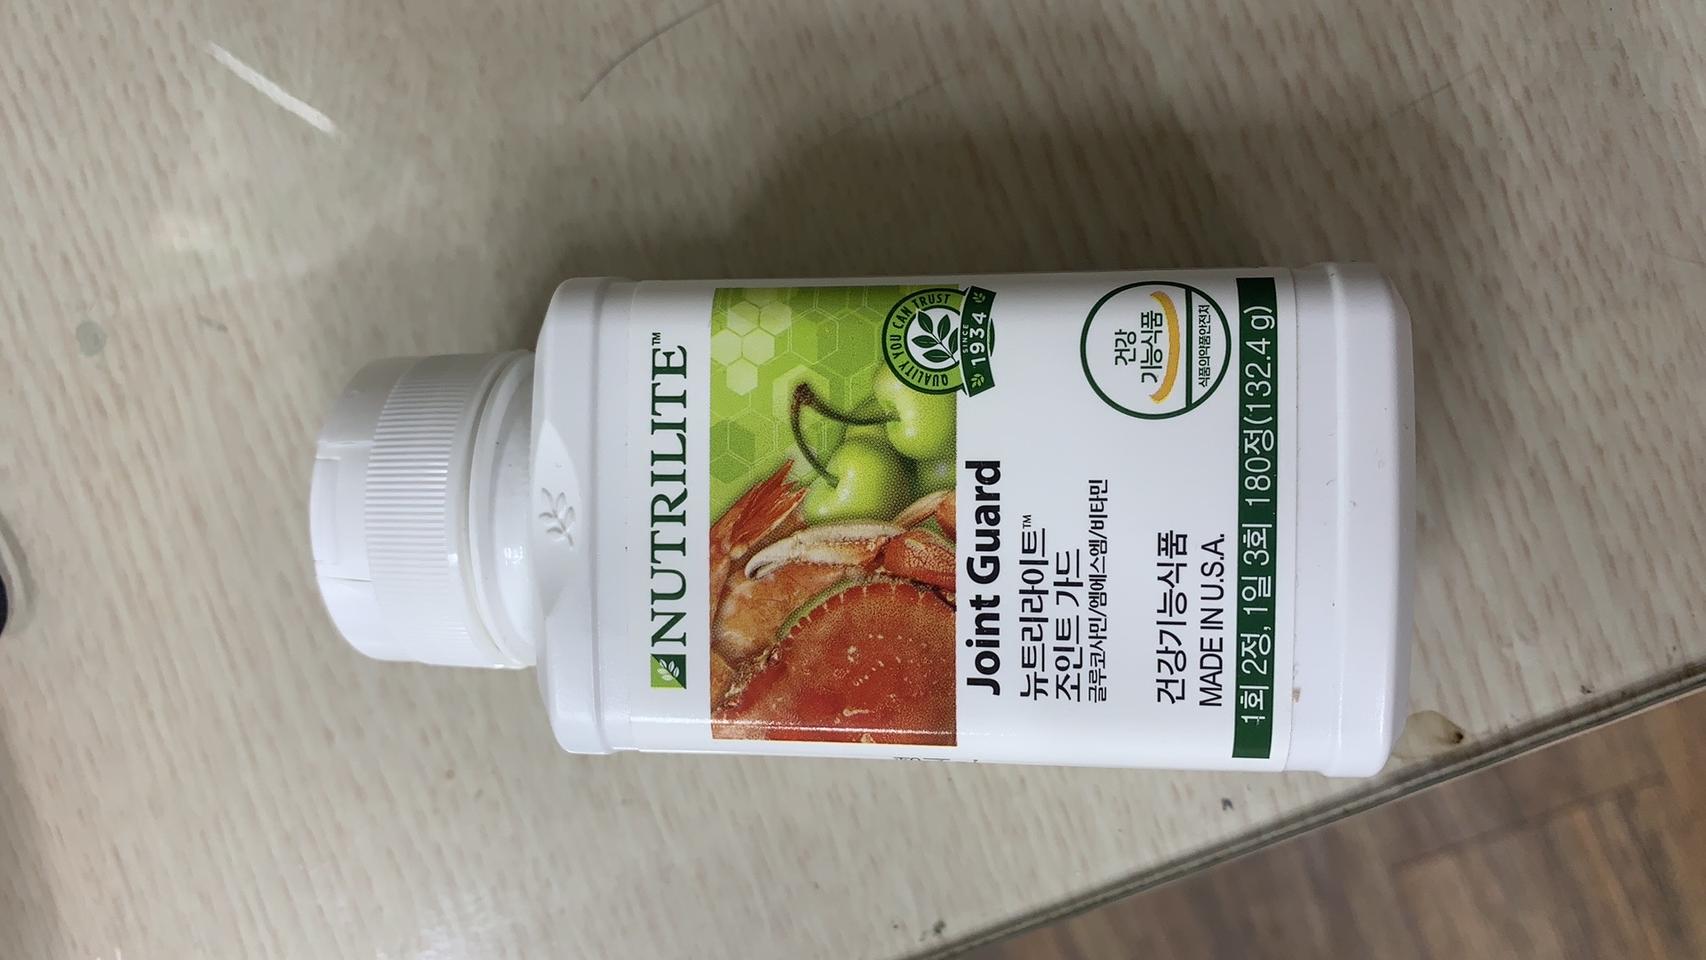 NUTRILITE™
QUALITY YOU CAN TRUST
SINCE
1934
Joint Guard
뉴트리라이트™
조인트 가드
글루코사민/엠에스엠/비타민
건강
기능식품
식품의약품안전처
건강기능식품
MADE IN U.S.A.
1회 2정, 1일 3회 180정(132.4 g)